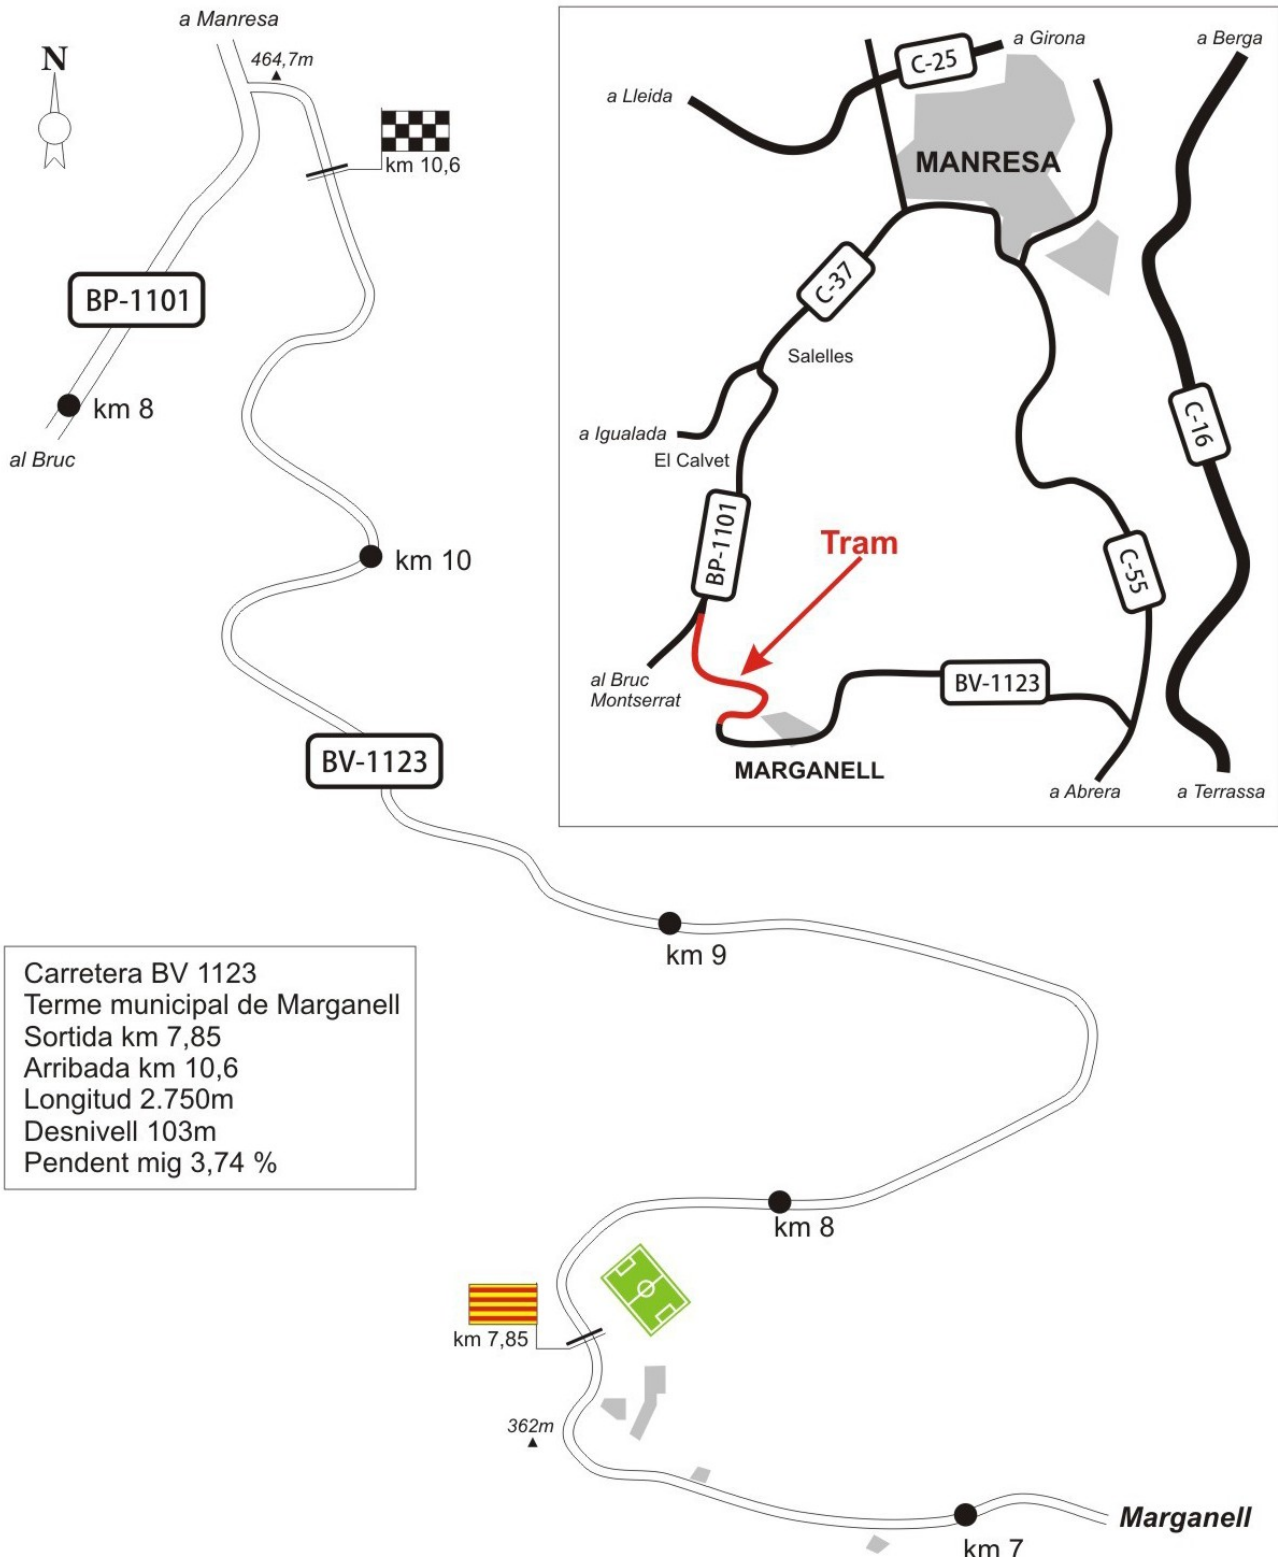 a Manresa
N
464,7m
km 10,6
BP-1101
km 8
al Bruc
km 10
BV-1123
km 9
km 8
km 7,85
362m
Marganell
km 7
a Girona
a Berga
C-25
a Lleida
MANRESA
C-37
Salelles
C-16
a Igualada
El Calvet
BP-1101
Tram
C-55
al Bruc
Montserrat
BV-1123
MARGANELL
a Abrera
a Terrassa
Carretera BV 1123
Terme municipal de Marganell
Sortida km 7,85
Arribada km 10,6
Longitud 2.750m
Desnivell 103m
Pendent mig 3,74 %